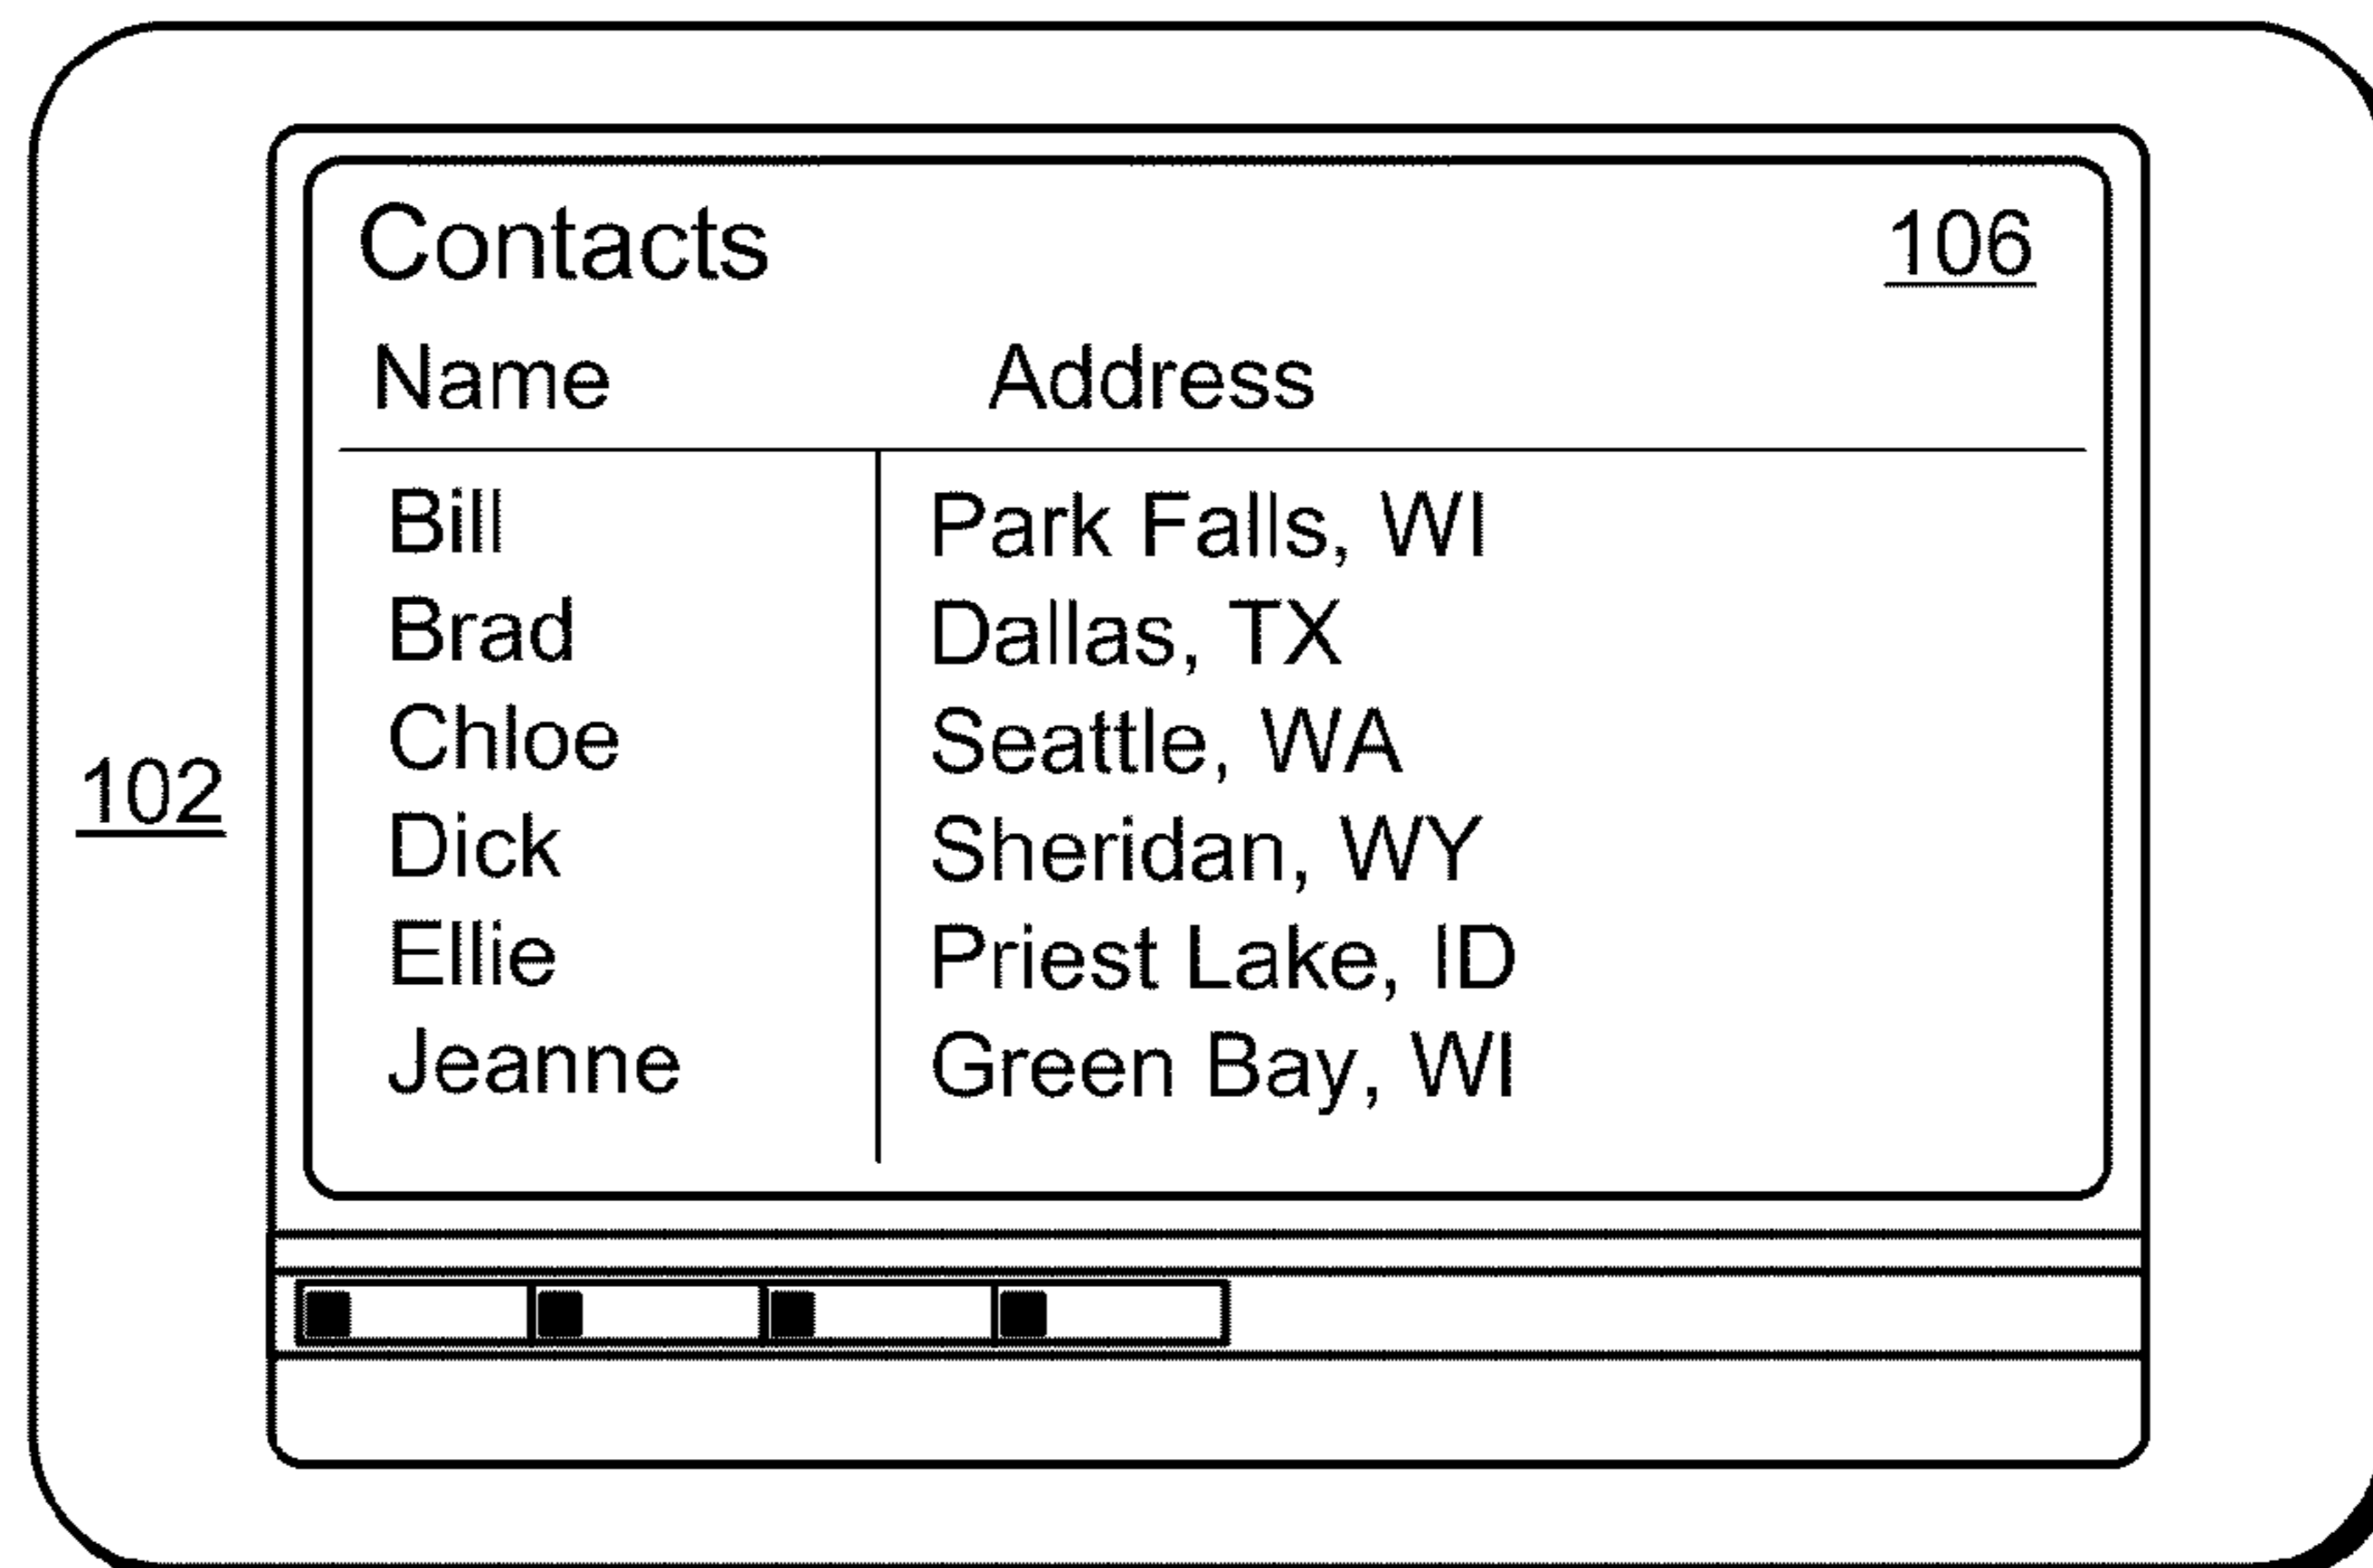 Contacts 106
Name Address
Bill Park Falls, WI
Brad Dallas, TX
Chloe Seattle, WA
102
Dick Sheridan, WY
Ellie Priest Lake, ID
Jeanne Green Bay, WI